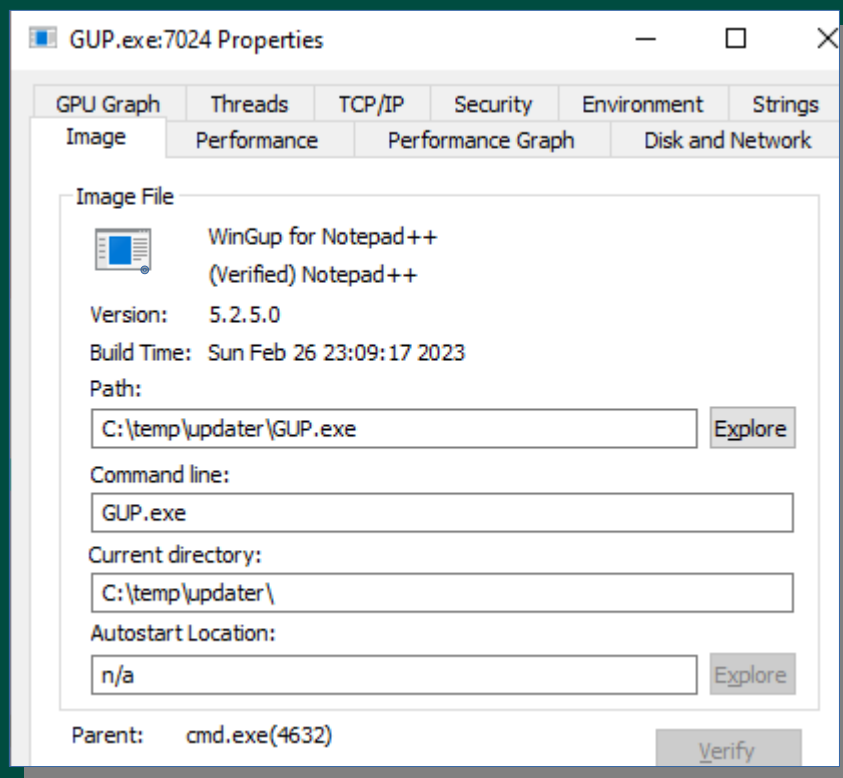 GUP.exe:7024 Properties
GPU Graph Threads TCP/IP Security Environment Strings
Image Performance Performance Graph Disk and Network
Image File
WinGup for Notepad++
(Verified) Notepad++
Version: 5.2.5.0
Build Time: Sun Feb 26 23:09:17 2023
Path:
C:\temp\updater\GUP.exe Explore
Command line:
GUP.exe
Current directory:
C:\temp\updater\
Autostart Location:
n/a Explore
Parent: cmd.exe(4632)
Verify